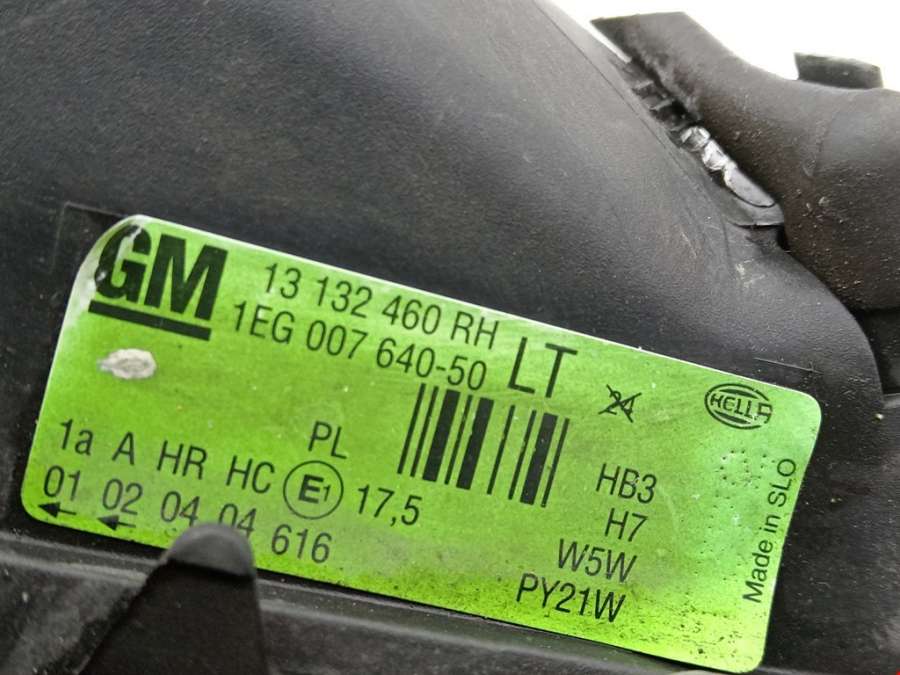 GM
13 132 460 RH
1EG 007 640-50
LT
24
HELLA
PL
1a A HR HC E1 17,5
01 02 04 04 616
HB3
H7
W5W
PY21W
Made in SLO